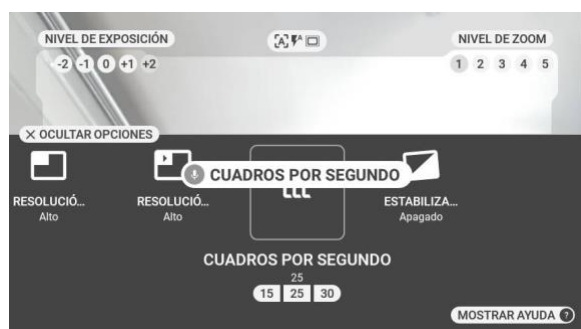 NIVEL DE EXPOSICIÓN
A
A
NIVEL DE ZOOM
-2 -1 0 +1 +2
1 2 3 4 5
OCULTAR OPCIONES
CUADROS POR SEGUNDO
RESOLUCIÓ...
Alto
RESOLUCIÓ...
Alto
ESTABILIZA...
Apagado
CUADROS POR SEGUNDO
25
15 25 30
MOSTRAR AYUDA ?